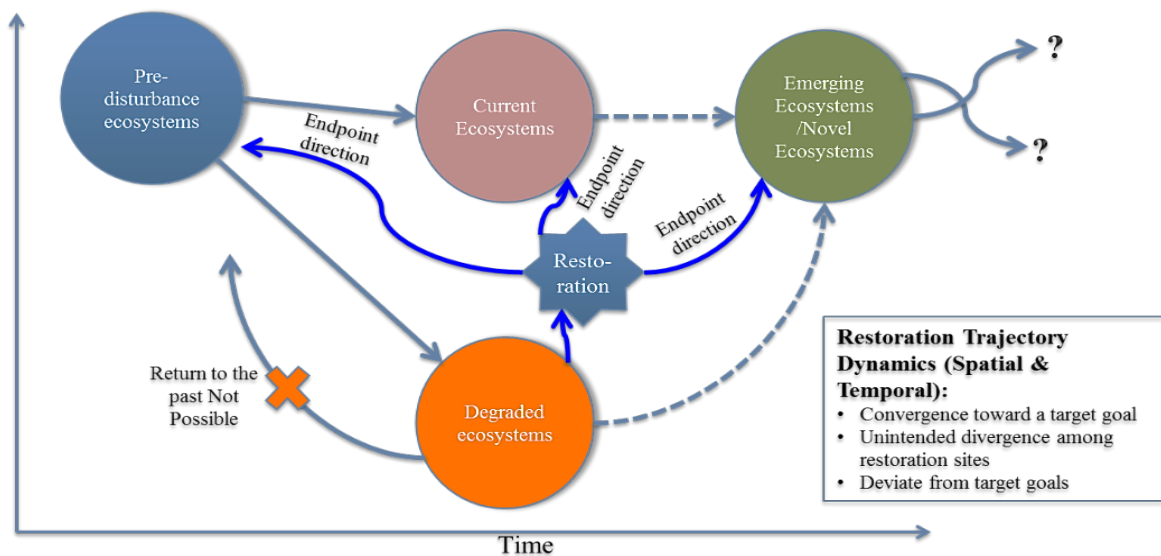 Pre-
disturbance
ecosystems
Current
Ecosystems
Emerging
Ecosystems
/Novel
Ecosystems
?
?
Endpoint
direction
Endpoint
direction
Endpoint
direction
Resto-
ration
Return to the
past Not
Possible
Degraded
ecosystems
Restoration Trajectory
Dynamics (Spatial &
Temporal):
• Convergence toward a target goal
• Unintended divergence among
restoration sites
• Deviate from target goals
Time